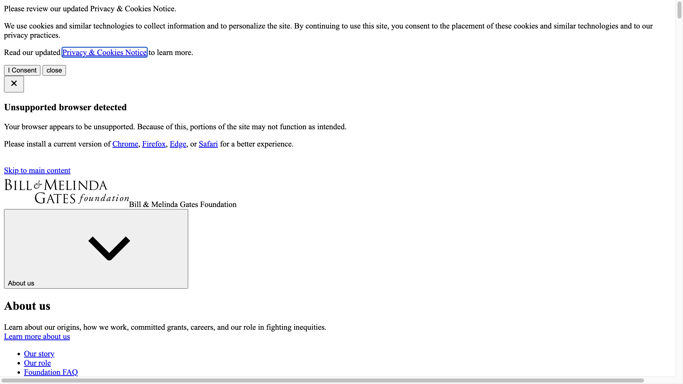 Please review our updated Privacy & Cookies Notice.
We use cookies and similar technologies to collect information and to personalize the site. By continuing to use this site, you consent to the placement of these cookies and similar technologies and to our
privacy practices.
Read our updated Privacy & Cookies Notice to learn more.
I Consent close
Unsupported browser detected
Your browser appears to be unsupported. Because of this, portions of the site may not function as intended.
Please install a current version of Chrome, Firefox, Edge, or Safari for a better experience.
Skip to main content
BILL & MELINDA
GATES foundation Bill & Melinda Gates Foundation
About us
About us
Learn about our origins, how we work, committed grants, careers, and our role in fighting inequities.
Learn more about us
Our story
Our role
Foundation FAQ